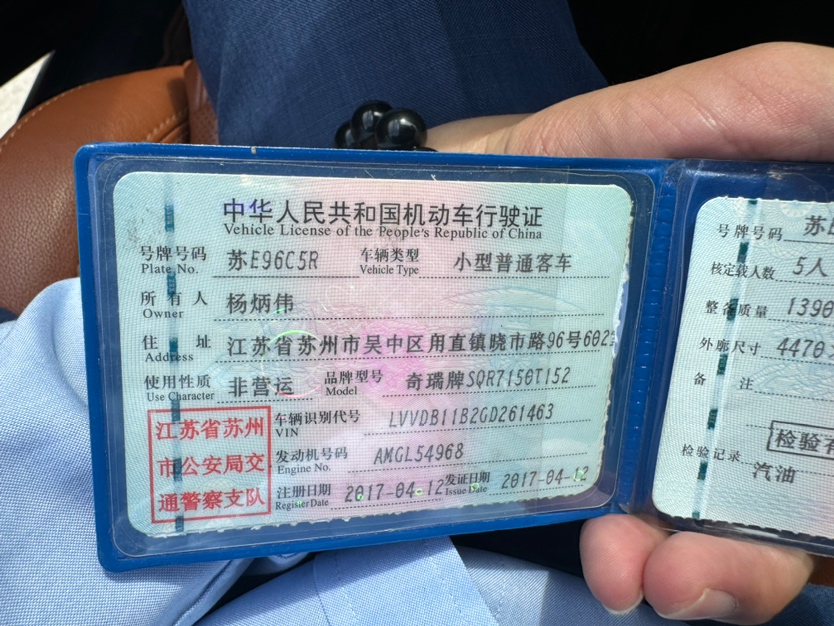 中华人民共和国机动车行驶证
Vehicle License of the People's Republic of China
号牌号码 Plate No. 苏E96C5R 车辆类型 Vehicle Type 小型普通客车
所有人 Owner 杨炳伟
住址 Address 江苏省苏州市吴中区甪直镇晓市路96号602
使用性质 Use Character 非营运 品牌型号 Model 奇瑞牌SQR7150T152
车辆识别代号 VIN LVVDB11B2GD261463
发动机号码 Engine No. AMGL54968
注册日期 Register Date 2017-04-12 发证日期 Issue Date 2017-04-12
江苏省苏州
市公安局交
通警察支队
号牌号码 苏
核定载人数 5人
整备质量 1390
外廓尺寸 4470
备注
检验有
检验记录
汽油